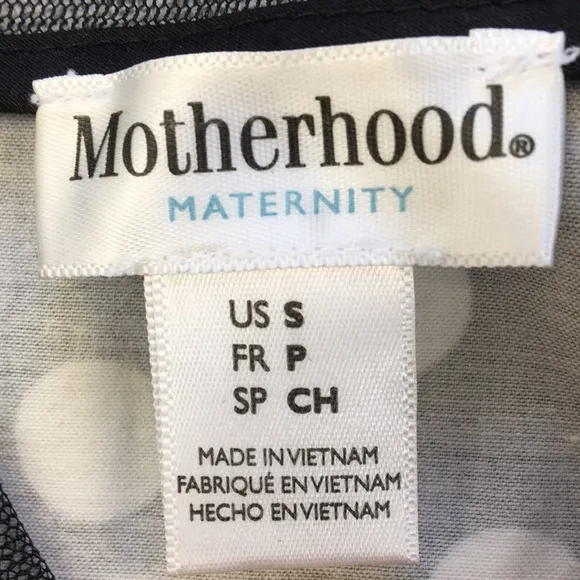 Motherhood®
MATERNITY
US S
FR P
SP CH
MADE IN VIETNAM
FABRIQUÉ EN VIETNAM
HECHO EN VIETNAM